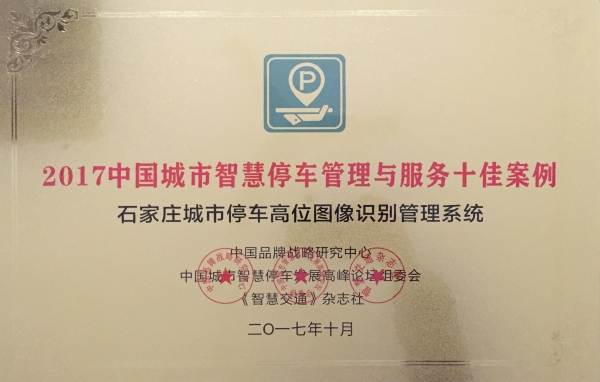 P
2017中国城市智慧停车管理与服务十佳案例
石家庄城市停车高位图像识别管理系统
中国品牌战略研究中心
中国城市智慧停车发展高峰论坛组委会
《智慧交通》杂志社
二〇一七年十月